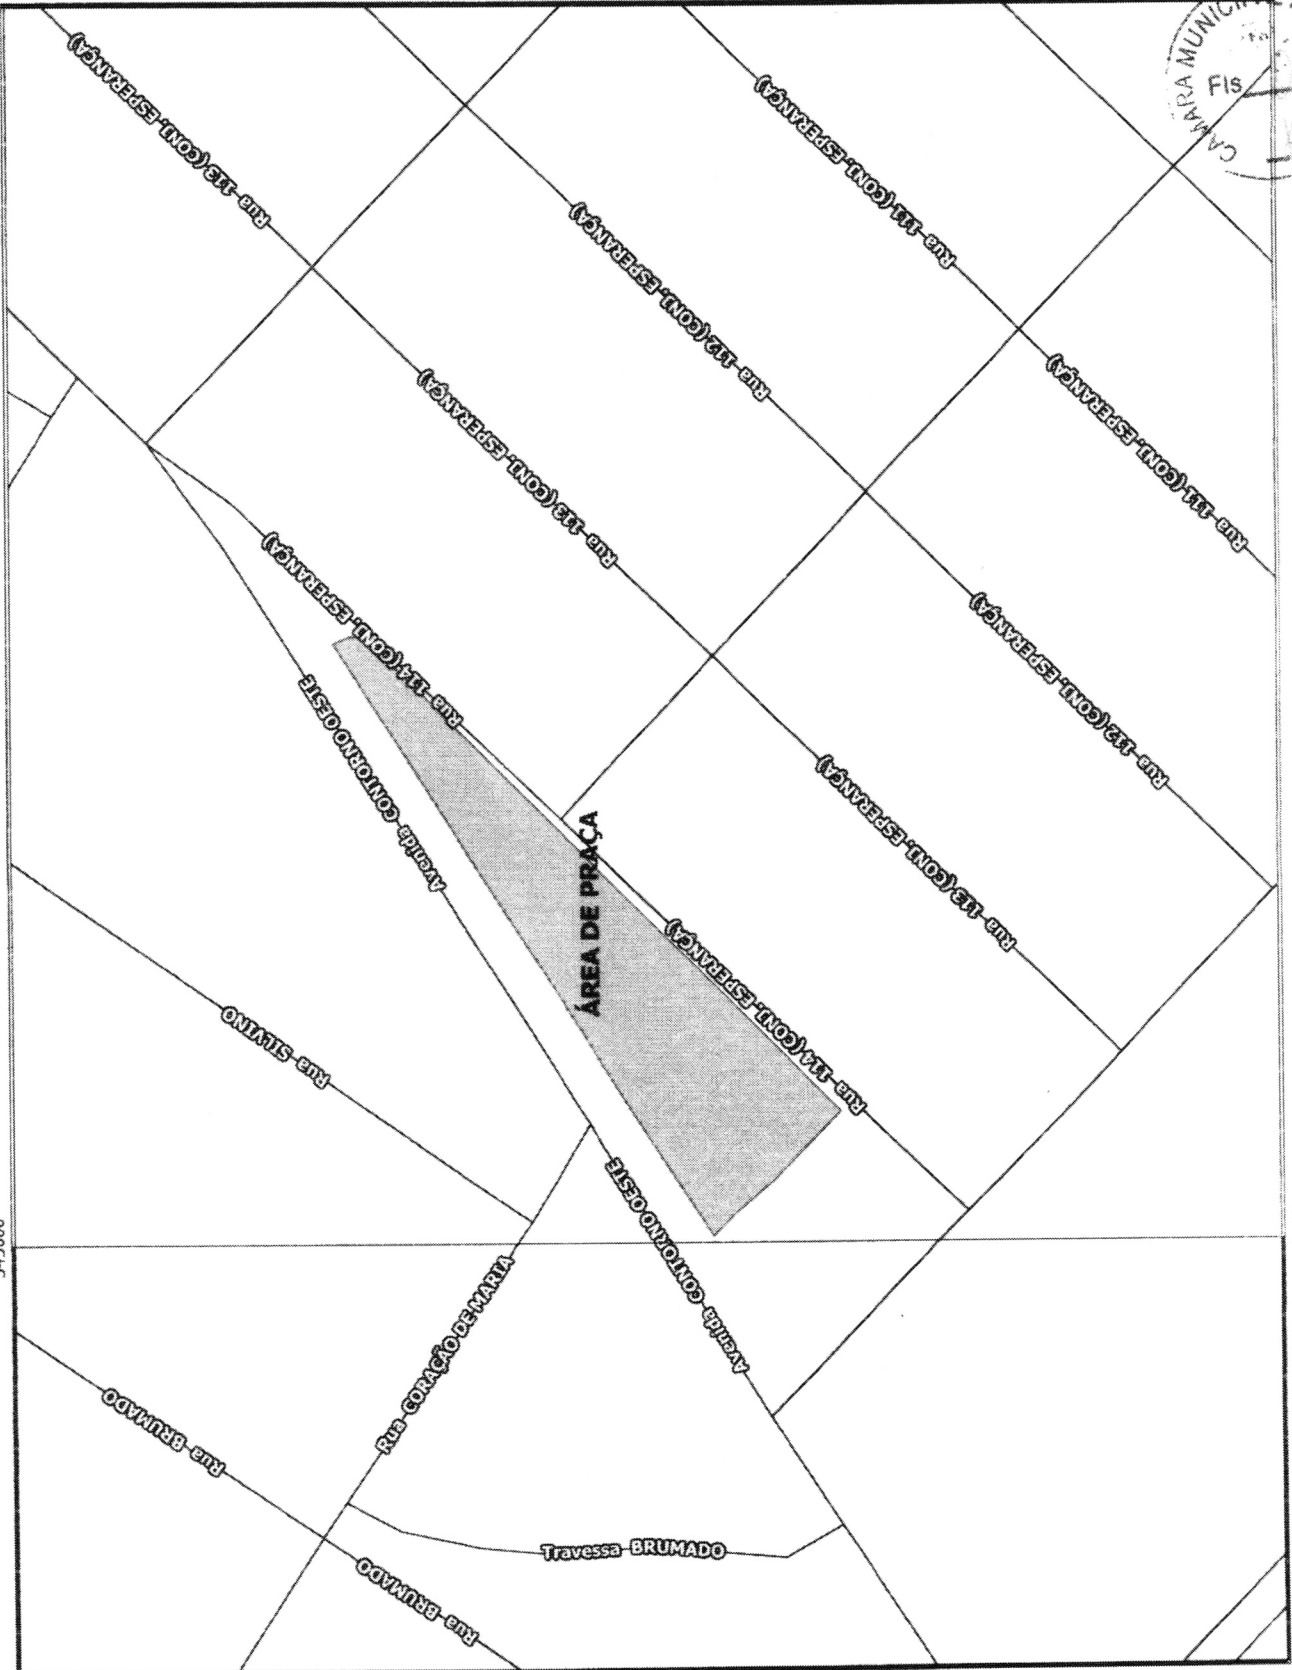 CAMARA MUNICIP
Fls
Rua 113 (CONJ. ESPERANÇA)
Rua 111 (CONJ. ESPERANÇA)
Rua 112 (CONJ. ESPERANÇA)
Rua 113 (CONJ. ESPERANÇA)
Rua 111 (CONJ. ESPERANÇA)
Rua 114 (CONJ. ESPERANÇA)
Rua 112 (CONJ. ESPERANÇA)
Avenida CONTORNO OESTE
Rua 113 (CONJ. ESPERANÇA)
ÁREA DE PRAÇA
Rua 114 (CONJ. ESPERANÇA)
Rua SILVINO
Avenida CONTORNO OESTE
Rua CORAÇÃO DE MARTA
Rua BRUMADO
Travessa BRUMADO
Rua BRUMADO